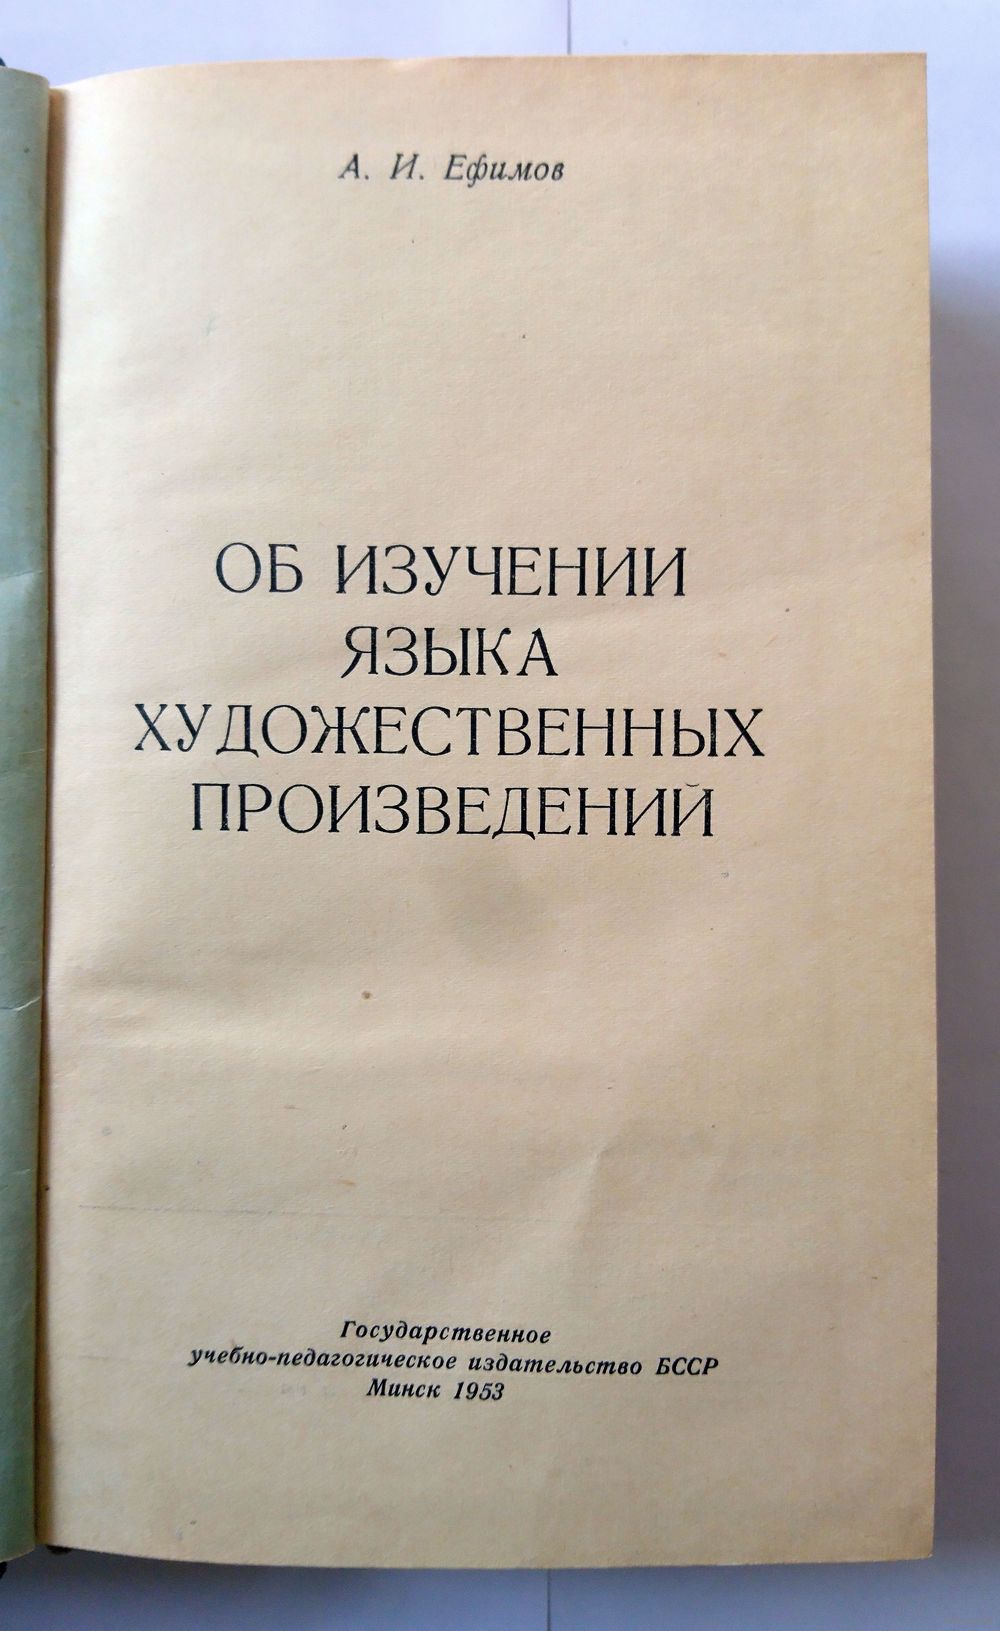 А. И. Ефимов
ОБ ИЗУЧЕНИИ
ЯЗЫКА
ХУДОЖЕСТВЕННЫХ
ПРОИЗВЕДЕНИЙ
Государственное
учебно-педагогическое издательство БССР
Минск 1953